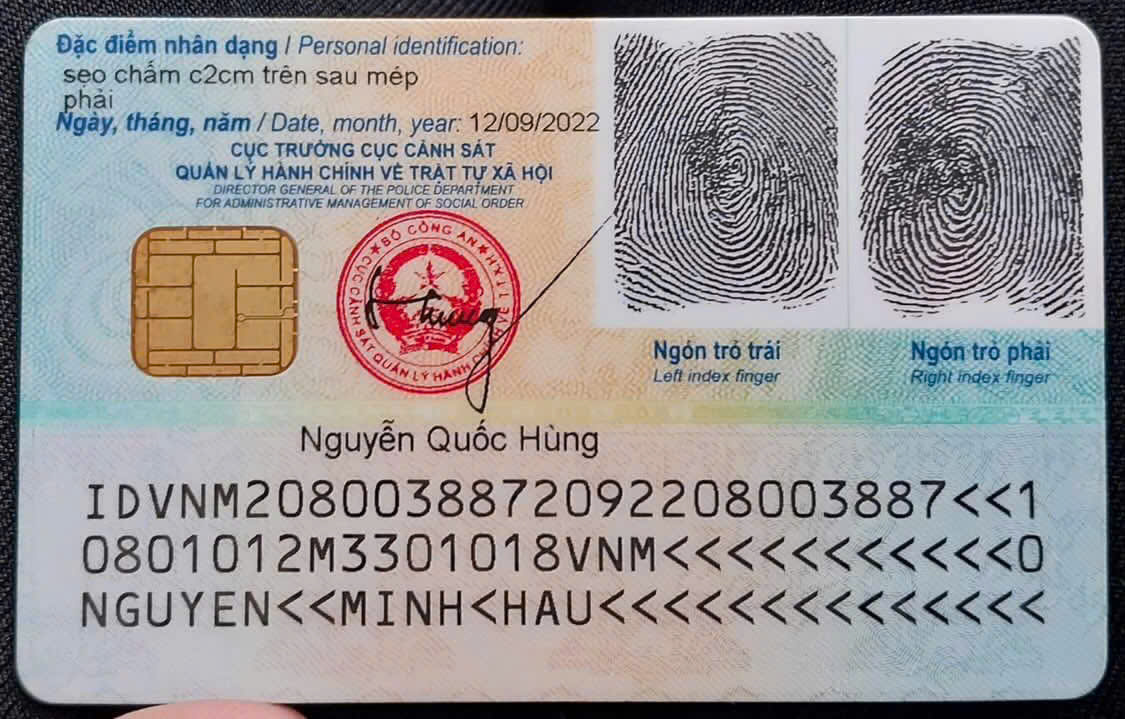 Đặc điểm nhân dạng / Personal identification:
sẹo chấm c2cm trên sau mép
phải
Ngày, tháng, năm / Date, month, year: 12/09/2022
CỤC TRƯỞNG CỤC CẢNH SÁT
QUẢN LÝ HÀNH CHÍNH VỀ TRẬT TỰ XÃ HỘI
DIRECTOR GENERAL OF THE POLICE DEPARTMENT
FOR ADMINISTRATIVE MANAGEMENT OF SOCIAL ORDER
BỘ CÔNG AN
CỤC CẢNH SÁT QUẢN LÝ HÀNH CHÍNH VỀ TTXH
Ngón trỏ trái
Left index finger
Ngón trỏ phải
Right index finger
Nguyễn Quốc Hùng
IDVNM2080038872092208003887<<1
0801012M3301018VNM<<<<<<<<<<<0
NGUYEN<<MINH<HAU<<<<<<<<<<<<<<